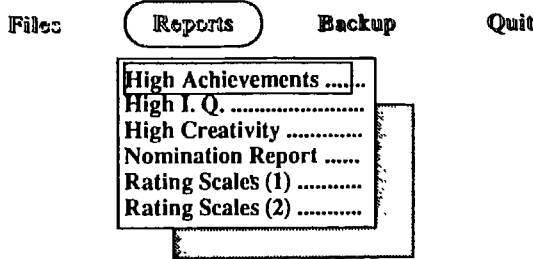 Files Reports Backup Quit
High Achievements .......
High I. Q. .......................
High Creativity .............
Nomination Report ......
Rating Scales (1) ...........
Rating Scales (2) ...........